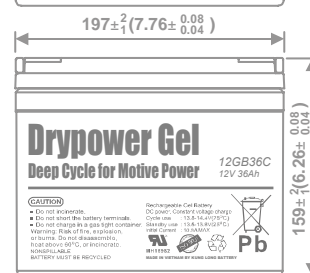 197±2/1(7.76± 0.08/0.04 )
Drypower Gel
Deep Cycle for Motive Power
12GB36C
12V 36Ah
CAUTION
Do not incinerate.
Do not short the battery terminals.
Do not charge in a gas tight container.
Warning: Risk of fire, explosion,
or burns. Do not disassemble,
heat above 60°C, or incinerate.
NONSPILLABLE
BATTERY MUST BE RECYCLED
Rechargeable Gel Battery
DC power, Constant voltage charge
Cycle use
Standby use
Initial Current
Pb
MADE IN VIETNAM BY KUNG LONG BATTERY
159± (6.26± 0.08/0.04 )